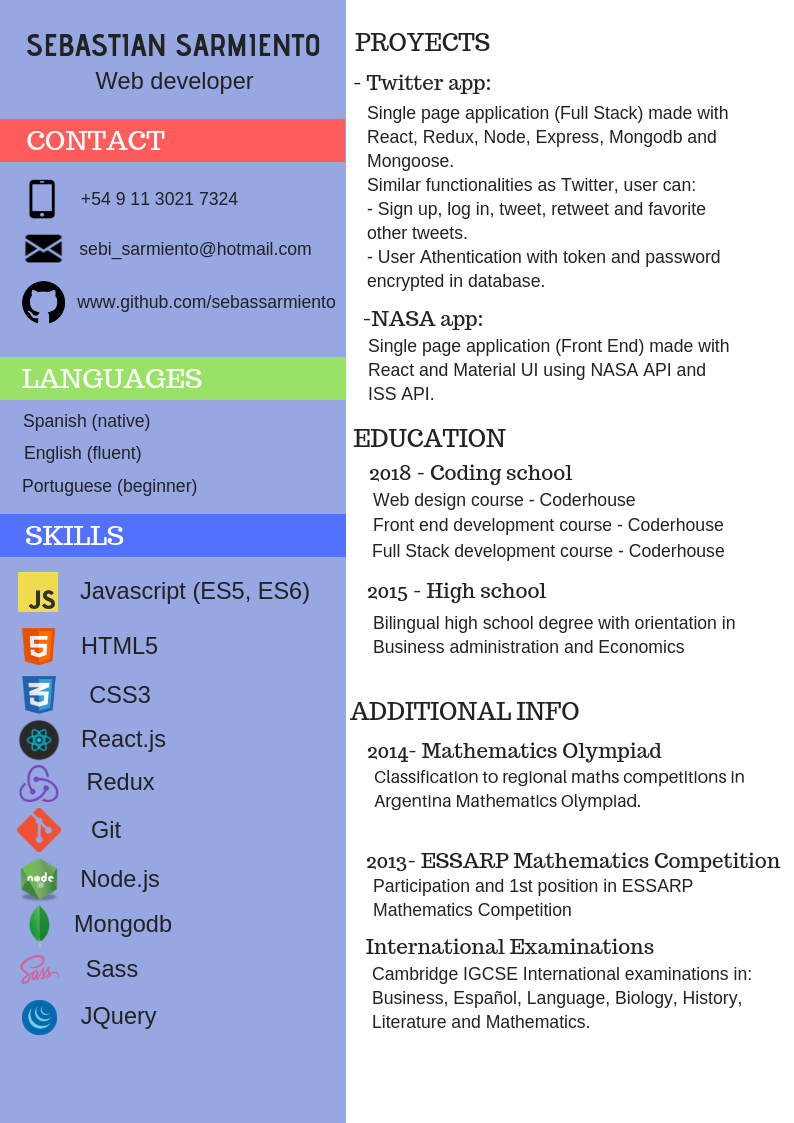 SEBASTIAN SARMIENTO
Web developer
CONTACT
+54 9 11 3021 7324
sebi_sarmiento@hotmail.com
www.github.com/sebassarmiento
LANGUAGES
Spanish (native)
English (fluent)
Portuguese (beginner)
SKILLS
JS Javascript (ES5, ES6)
5 HTML5
3 CSS3
React.js
Redux
Git
node Node.js
Mongodb
Sass Sass
JQuery
PROYECTS
- Twitter app:
Single page application (Full Stack) made with
React, Redux, Node, Express, Mongodb and
Mongoose.
Similar functionalities as Twitter, user can:
- Sign up, log in, tweet, retweet and favorite
other tweets.
- User Athentication with token and password
encrypted in database.
-NASA app:
Single page application (Front End) made with
React and Material UI using NASA API and
ISS API.
EDUCATION
2018 - Coding school
Web design course - Coderhouse
Front end development course - Coderhouse
Full Stack development course - Coderhouse
2015 - High school
Bilingual high school degree with orientation in
Business administration and Economics
ADDITIONAL INFO
2014- Mathematics Olympiad
Classification to regional maths competitions in
Argentina Mathematics Olympiad.
2013- ESSARP Mathematics Competition
Participation and 1st position in ESSARP
Mathematics Competition
International Examinations
Cambridge IGCSE International examinations in:
Business, Español, Language, Biology, History,
Literature and Mathematics.